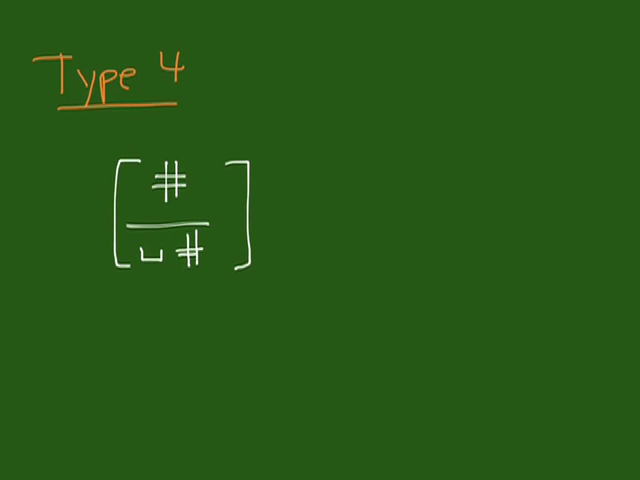 Type 4
[ #
␣ # ]